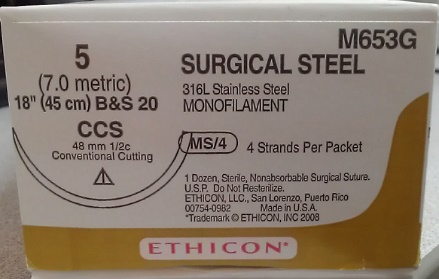 M653G
5
(7.0 metric)
18" (45 cm) B&S 20
SURGICAL STEEL
316L Stainless Steel
MONOFILAMENT
CCS
48 mm 1/2c
Conventional Cutting
MS/4
4 Strands Per Packet
1 Dozen, Sterile, Nonabsorbable Surgical Suture.
U.S.P. Do Not Resterilize.
ETHICON, LLC., San Lorenzo, Puerto Rico
00754-0982 Made in U.S.A.
*Trademark © ETHICON, INC 2008
ETHICON*